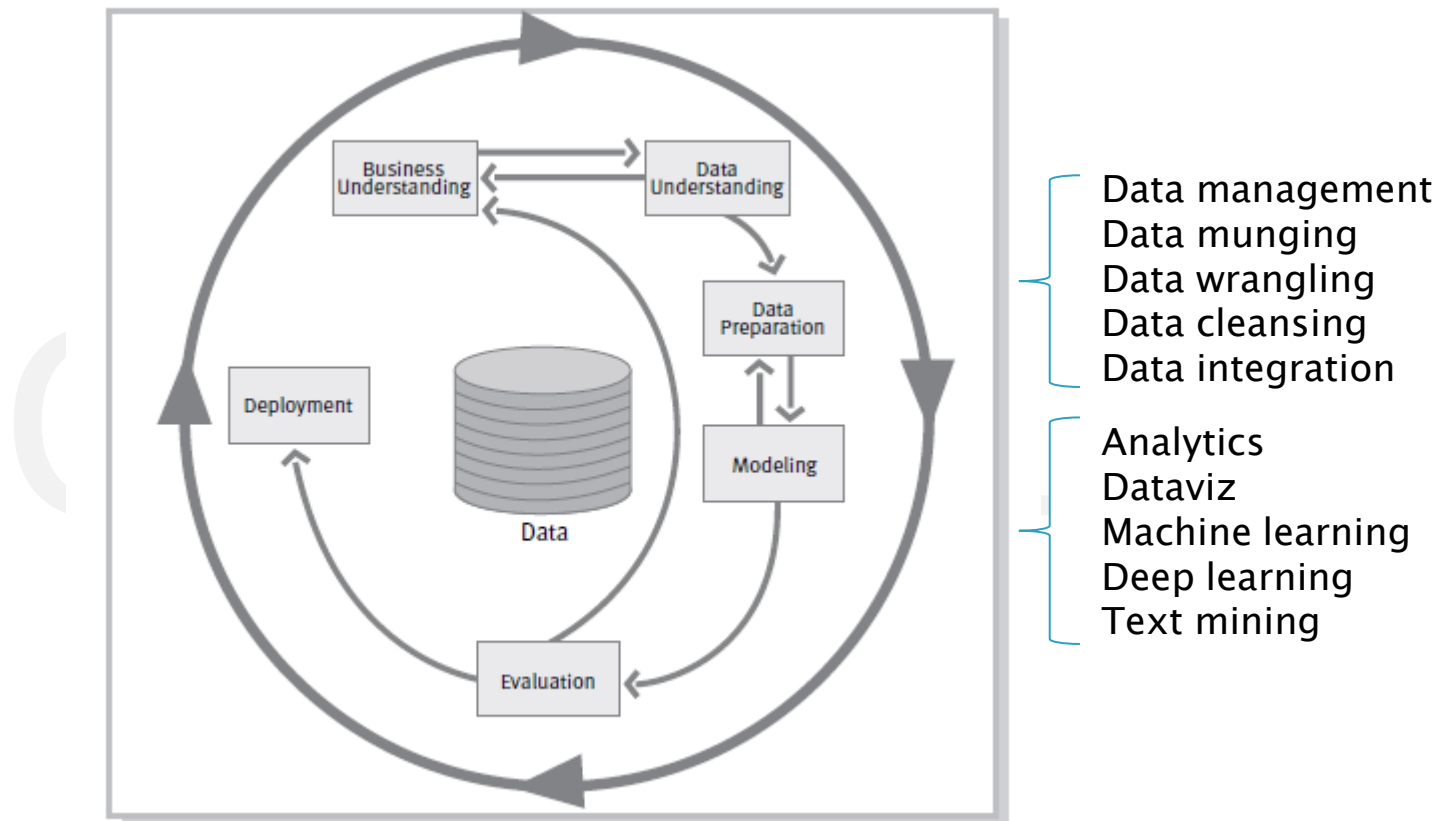 Business
Understanding
Data
Understanding
Data
Preparation
Modeling
Evaluation
Deployment
Data
Data management
Data munging
Data wrangling
Data cleansing
Data integration
Analytics
Dataviz
Machine learning
Deep learning
Text mining